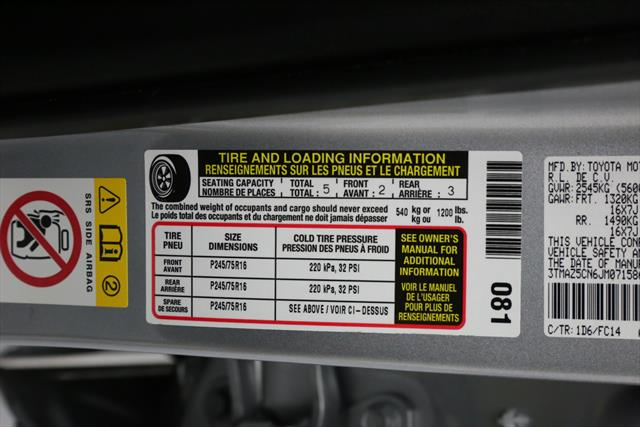 SRS SIDE AIRBAG
TIRE AND LOADING INFORMATION
RENSEIGNEMENTS SUR LES PNEUS ET LE CHARGEMENT
SEATING CAPACITY TOTAL FRONT REAR
NOMBRE DE PLACES TOTAL : 5 AVANT : 2 ARRIÈRE : 3
The combined weight of occupants and cargo should never exceed 540 kg or 1200 lbs.
Le poids total des occupants et du chargement ne doit jamais dépasser kg ou lb.
TIRE SIZE COLD TIRE PRESSURE
PNEU DIMENSIONS PRESSION DES PNEUS À FROID
FRONT
AVANT P245/75R16 220 kPa, 32 PSI
REAR
ARRIÈRE P245/75R16 220 kPa, 32 PSI
SPARE
DE SECOURS P245/75R16 SEE ABOVE / VOIR CI-DESSUS
SEE OWNER'S
MANUAL FOR
ADDITIONAL
INFORMATION
VOIR LE MANUEL
DE L'USAGER
POUR PLUS DE
RENSEIGNEMENTS
081
MFD.BY: TOYOTA MOT
R.L. DE C.V.
GVWR: 2545KG (560
GAWR: FRT. 1320KG
16X7J
RR. 1490KG
16X7J
THIS VEHICLE CONF
VEHICLE SAFETY AN
THE DATE OF MANUF
3TMAZ5CN6JM0715
C/TR: 1D6/FC14